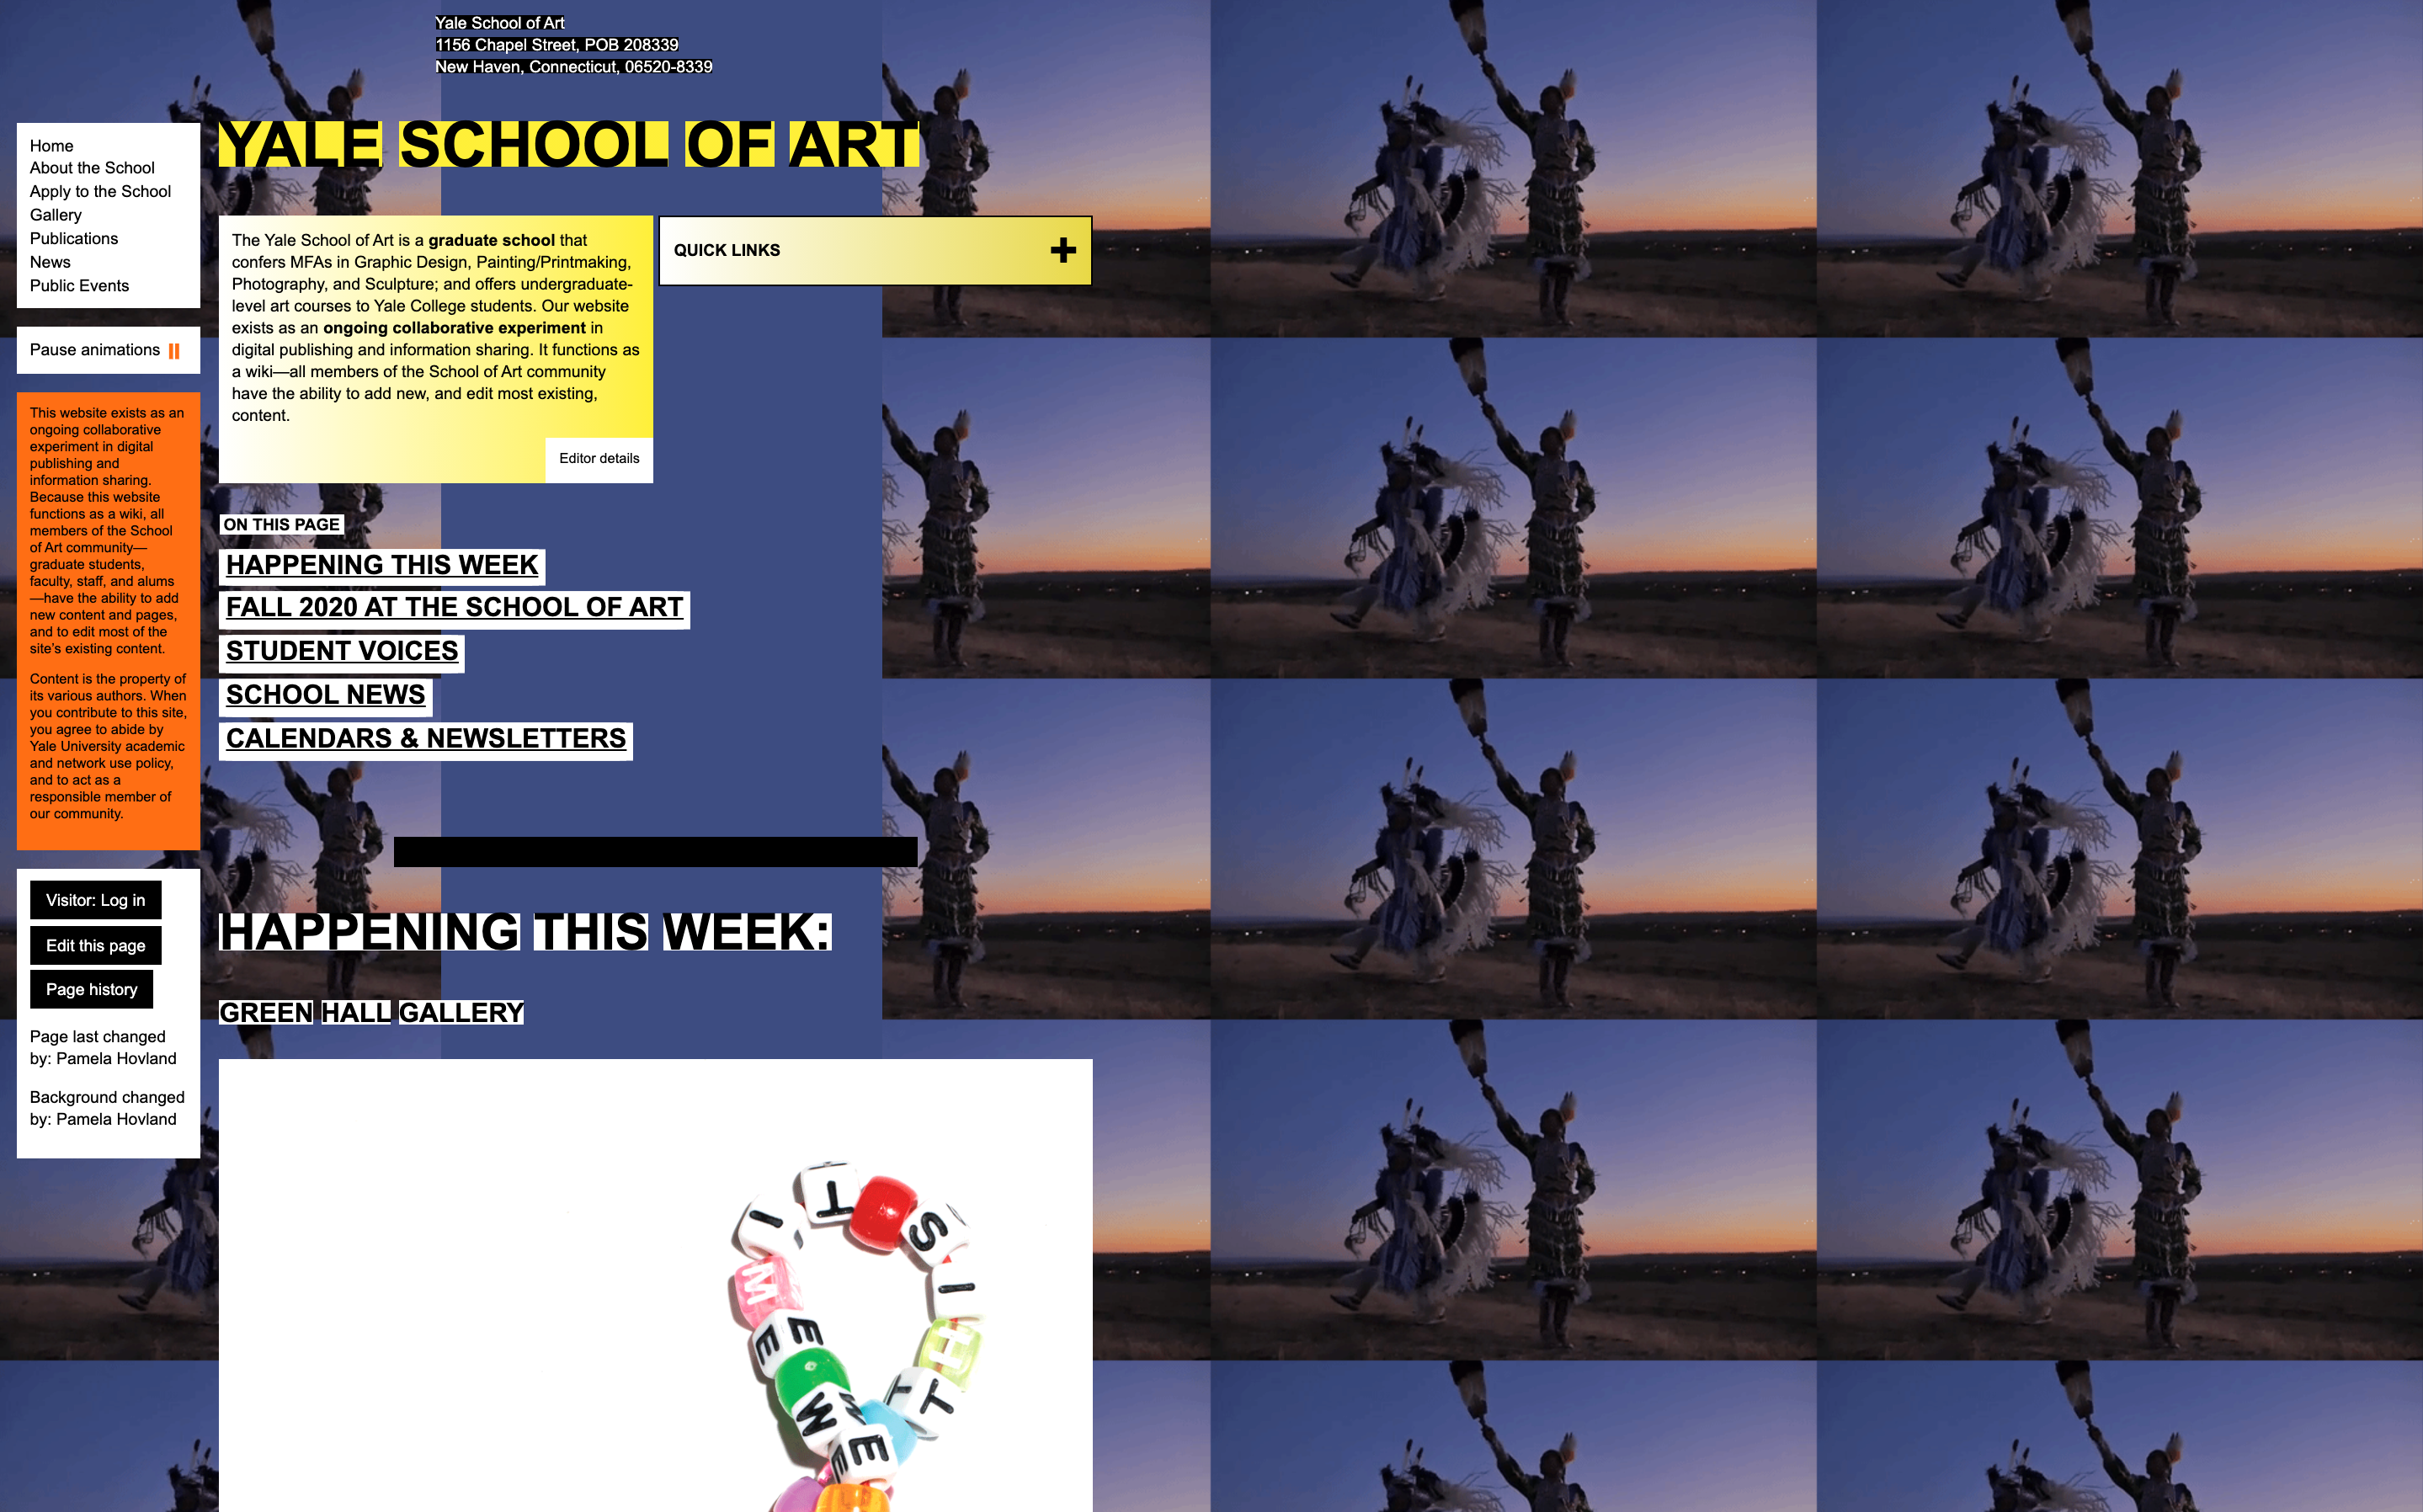 Yale School of Art
1156 Chapel Street, POB 208339
New Haven, Connecticut, 06520-8339
Home
About the School
Apply to the School
Gallery
Publications
News
Public Events
Pause animations
This website exists as an
ongoing collaborative
experiment in digital
publishing and
information sharing.
Because this website
functions as a wiki, all
members of the School
of Art community—
graduate students,
faculty, staff, and alums
—have the ability to add
new content and pages,
and to edit most of the
site’s existing content.
Content is the property of
its various authors. When
you contribute to this site,
you agree to abide by
Yale University academic
and network use policy,
and to act as a
responsible member of
our community.
Visitor: Log in
Edit this page
Page history
Page last changed
by: Pamela Hovland
Background changed
by: Pamela Hovland
YALE SCHOOL OF ART
The Yale School of Art is a graduate school that
confers MFAs in Graphic Design, Painting/Printmaking,
Photography, and Sculpture; and offers undergraduate-
level art courses to Yale College students. Our website
exists as an ongoing collaborative experiment in
digital publishing and information sharing. It functions as
a wiki—all members of the School of Art community
have the ability to add new, and edit most existing,
content.
Editor details
QUICK LINKS
ON THIS PAGE
HAPPENING THIS WEEK
FALL 2020 AT THE SCHOOL OF ART
STUDENT VOICES
SCHOOL NEWS
CALENDARS & NEWSLETTERS
HAPPENING THIS WEEK:
GREEN HALL GALLERY